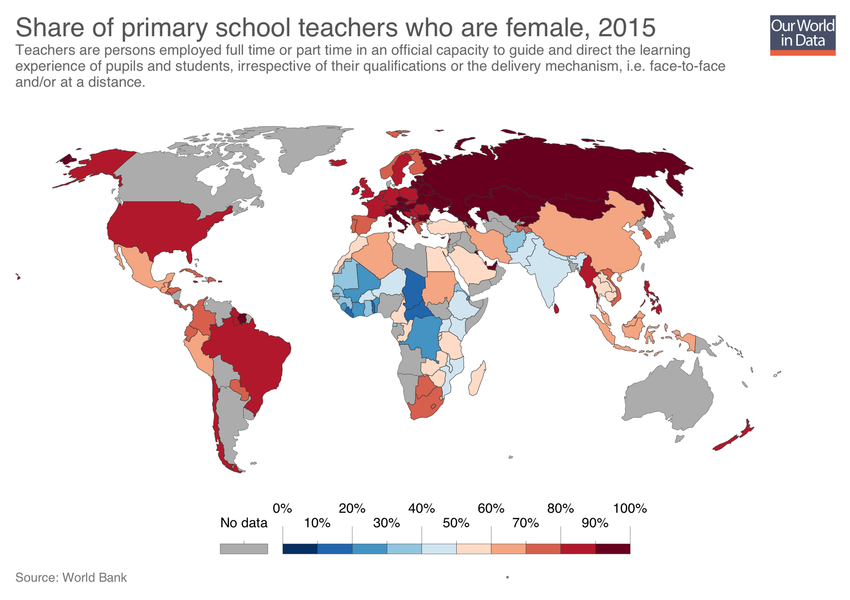 Share of primary school teachers who are female, 2015
Our World
in Data
Teachers are persons employed full time or part time in an official capacity to guide and direct the learning
experience of pupils and students, irrespective of their qualifications or the delivery mechanism, i.e. face-to-face
and/or at a distance.
0% 20% 40% 60% 80% 100%
No data 10% 30% 50% 70% 90%
Source: World Bank